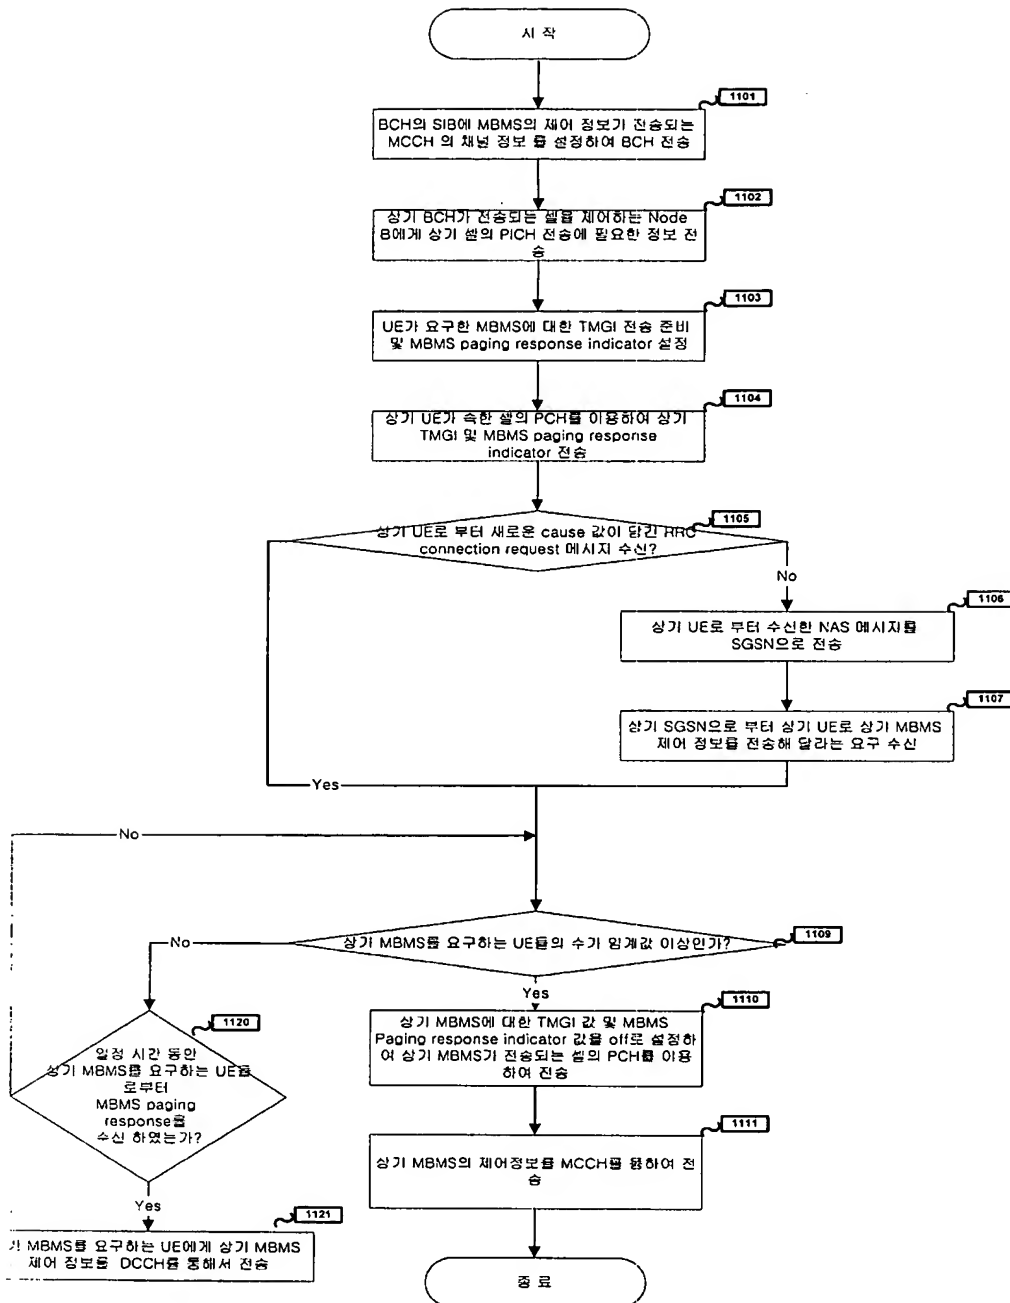 시 작
1101
BCH의 SIB에 MBMS의 제어 정보가 전송되는
MCCH 의 채널 정보 를 설정하여 BCH 전송
1102
상기 BCH가 전송되는 셀을 제어하는 Node
B에게 상기 셀의 PICH 전송에 필요한 정보 전
송
1103
UE가 요구한 MBMS에 대한 TMGI 전송 준비
및 MBMS paging response indicator 설정
1104
상기 UE가 속한 셀의 PCH를 이용하여 상기
TMGI 및 MBMS paging response
indicator 전송
1105
상기 UE로 부터 새로운 cause 값이 담긴 RRC
connection request 메시지 수신?
No
1106
상기 UE로 부터 수신한 NAS 메시지를
SGSN으로 전송
1107
상기 SGSN으로 부터 상기 UE로 상기 MBMS
제어 정보를 전송해 달라는 요구 수신
Yes
No
1109
상기 MBMS를 요구하는 UE들의 수가 임계값 이상인가?
No
Yes
1110
상기 MBMS에 대한 TMGI 값 및 MBMS
Paging response indicator 값을 off로 설정하
여 상기 MBMS가 전송되는 셀의 PCH를 이용
하여 전송
1120
일정 시간 동안
상기 MBMS를 요구하는 UE들
로부터
MBMS paging
response를
수신 하였는가?
1111
상기 MBMS의 제어정보를 MCCH를 통하여 전
송
Yes
1121
기 MBMS를 요구하는 UE에게 상기 MBMS
제어 정보를 DCCH를 통해서 전송
종 료